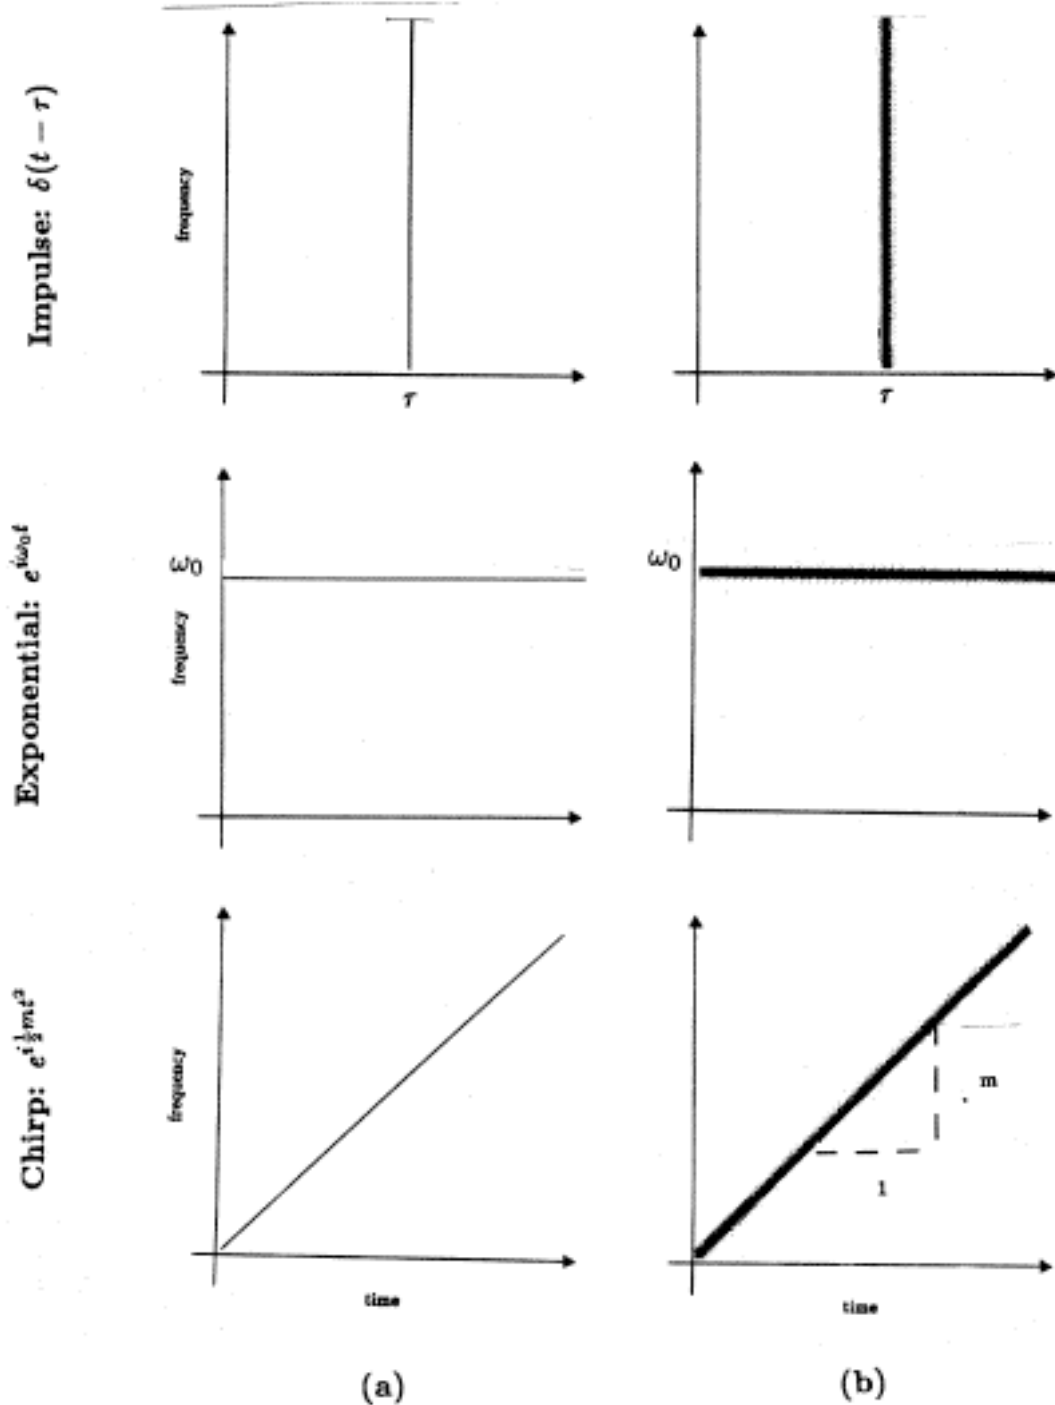 Impulse: δ(t − τ)
frequency
τ
τ
Exponential: e^{iω₀t}
ω₀
frequency
ω₀
Chirp: e^{i½mt²}
frequency
time
m
1
time
(a)
(b)